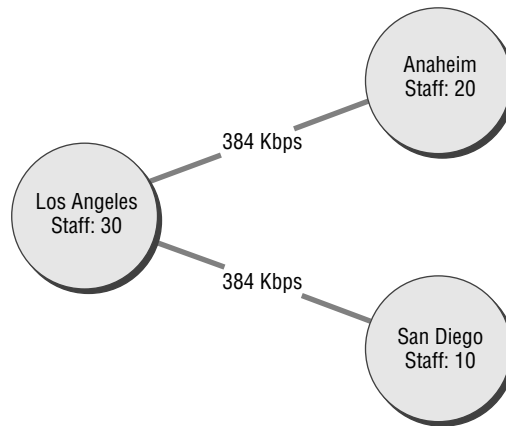 Anaheim
Staff: 20
384 Kbps
Los Angeles
Staff: 30
384 Kbps
San Diego
Staff: 10